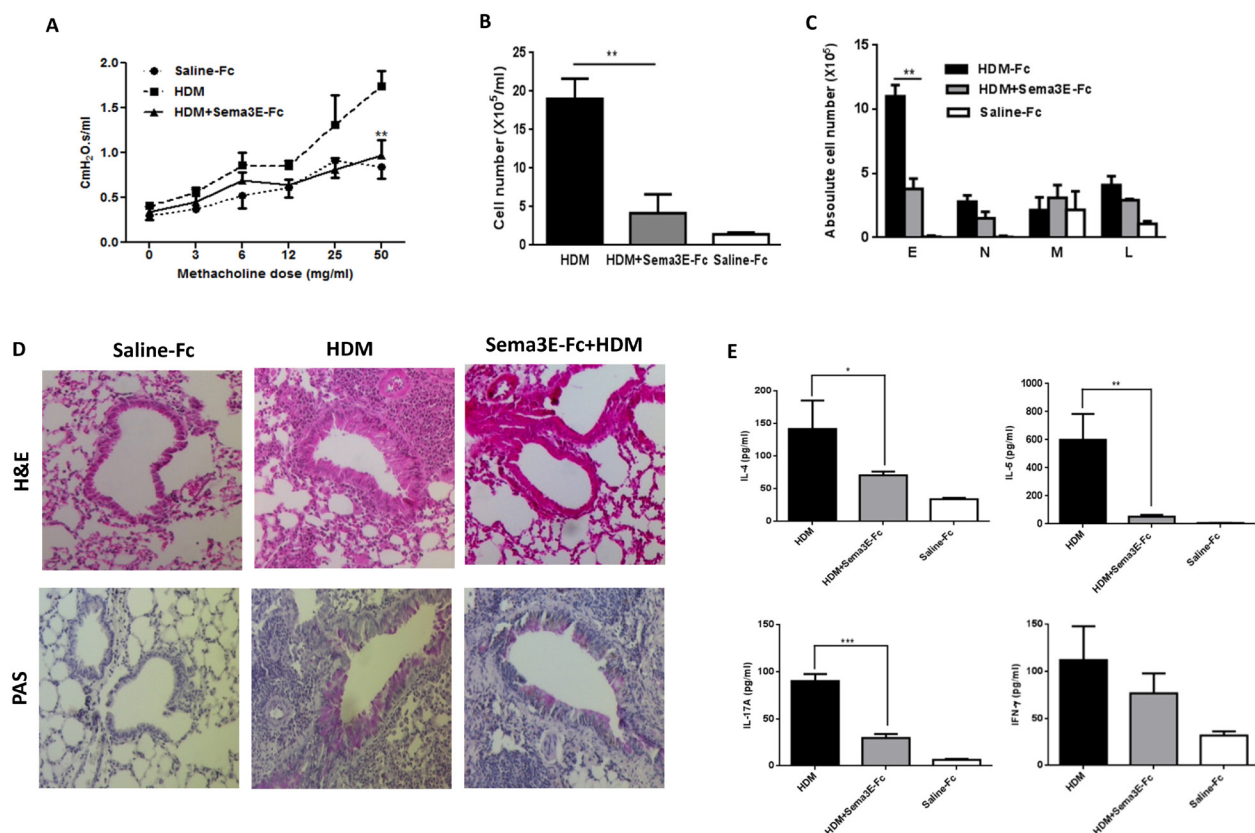 A
CmH2O.s/ml
2.0
1.5
1.0
0.5
0.0
Saline-Fc
HDM
HDM+Sema3E-Fc
**
0 3 6 12 25 50
Methacholine dose (mg/ml)
B
Cell number (X10⁵/ml)
25
20
15
10
5
0
**
HDM HDM+Sema3E-Fc Saline-Fc
C
Absoulute cell number (X10⁵)
15
10
5
0
**
HDM-Fc
HDM+Sema3E-Fc
Saline-Fc
E N M L
D
Saline-Fc HDM Sema3E-Fc+HDM
H&E
PAS
E
IL-4 (pg/ml)
200
150
100
50
0
*
HDM
HDM+Sema3E-Fc
Saline-Fc
IL-5 (pg/ml)
1000
800
600
400
200
0
**
HDM
HDM+Sema3E-Fc
Saline-Fc
IL-17A (pg/ml)
150
100
50
0
***
HDM
HDM+Sema3E-Fc
Saline-Fc
IFN-γ (pg/ml)
150
100
50
0
HDM
HDM+Sema3E-Fc
Saline-Fc